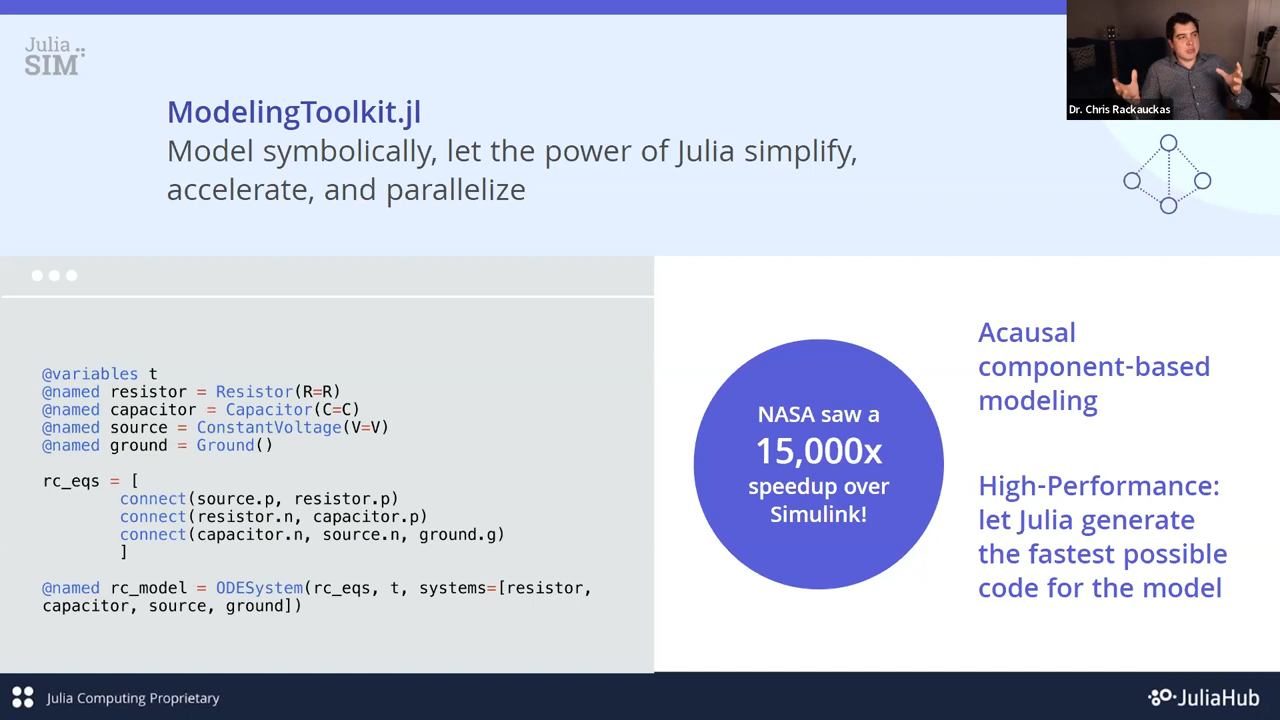 Julia
SIM
Dr. Chris Rackauckas
ModelingToolkit.jl
Model symbolically, let the power of Julia simplify,
accelerate, and parallelize
@variables t
@named resistor = Resistor(R=R)
@named capacitor = Capacitor(C=C)
@named source = ConstantVoltage(V=V)
@named ground = Ground()
rc_eqs = [
connect(source.p, resistor.p)
connect(resistor.n, capacitor.p)
connect(capacitor.n, source.n, ground.g)
]
@named rc_model = ODESystem(rc_eqs, t, systems=[resistor,
capacitor, source, ground])
NASA saw a
15,000x
speedup over
Simulink!
Acausal
component-based
modeling
High-Performance:
let Julia generate
the fastest possible
code for the model
Julia Computing Proprietary
JuliaHub